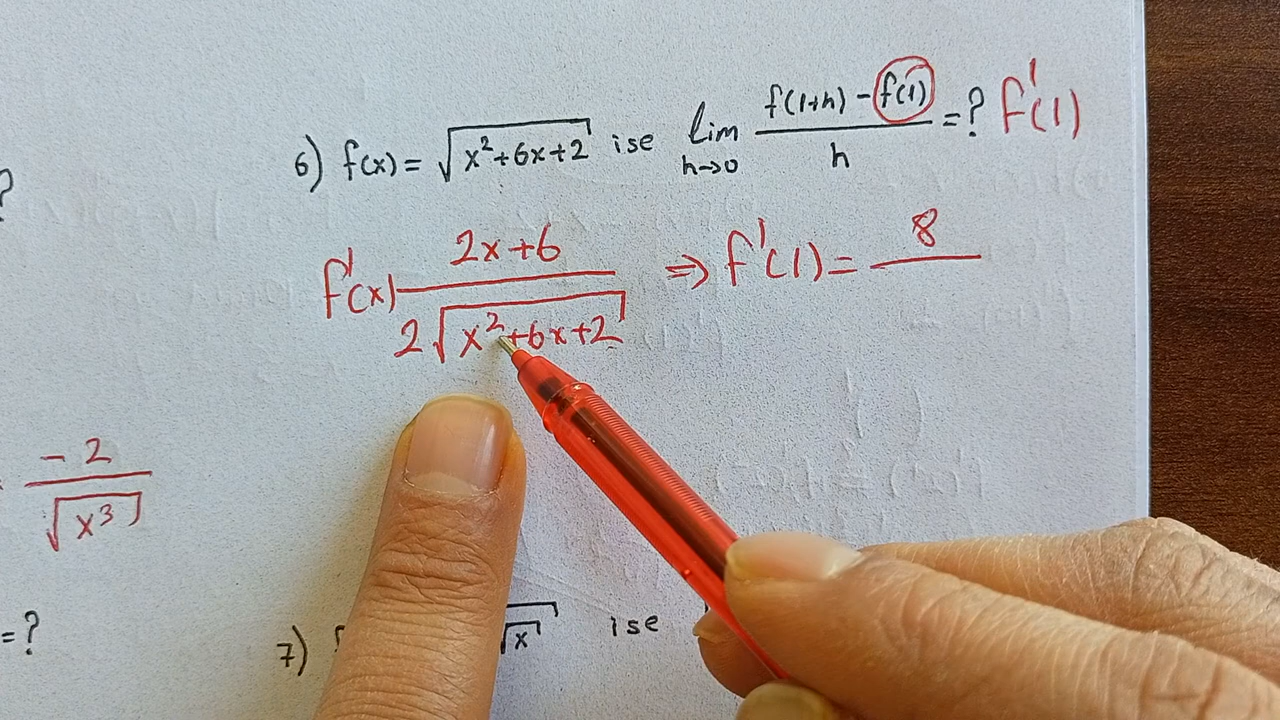 ?
6) f(x) = √(x²+6x+2) ise lim h→0 (f(1+h) - f(1))/h = ? f'(1)
f'(x) (2x+6)/(2√(x²+6x+2)) ⇒ f'(1) = 8/
-2/√(x³)
= ?
7) √x ise